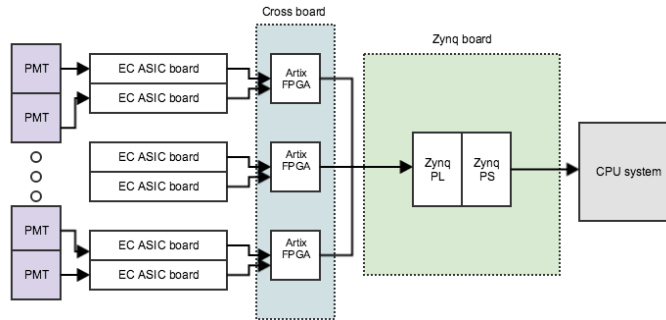 Cross board
Zynq board
PMT
EC ASIC board
Artix
FPGA
PMT
EC ASIC board
EC ASIC board
Artix
FPGA
EC ASIC board
Zynq
PL
Zynq
PS
CPU system
PMT
EC ASIC board
Artix
FPGA
PMT
EC ASIC board